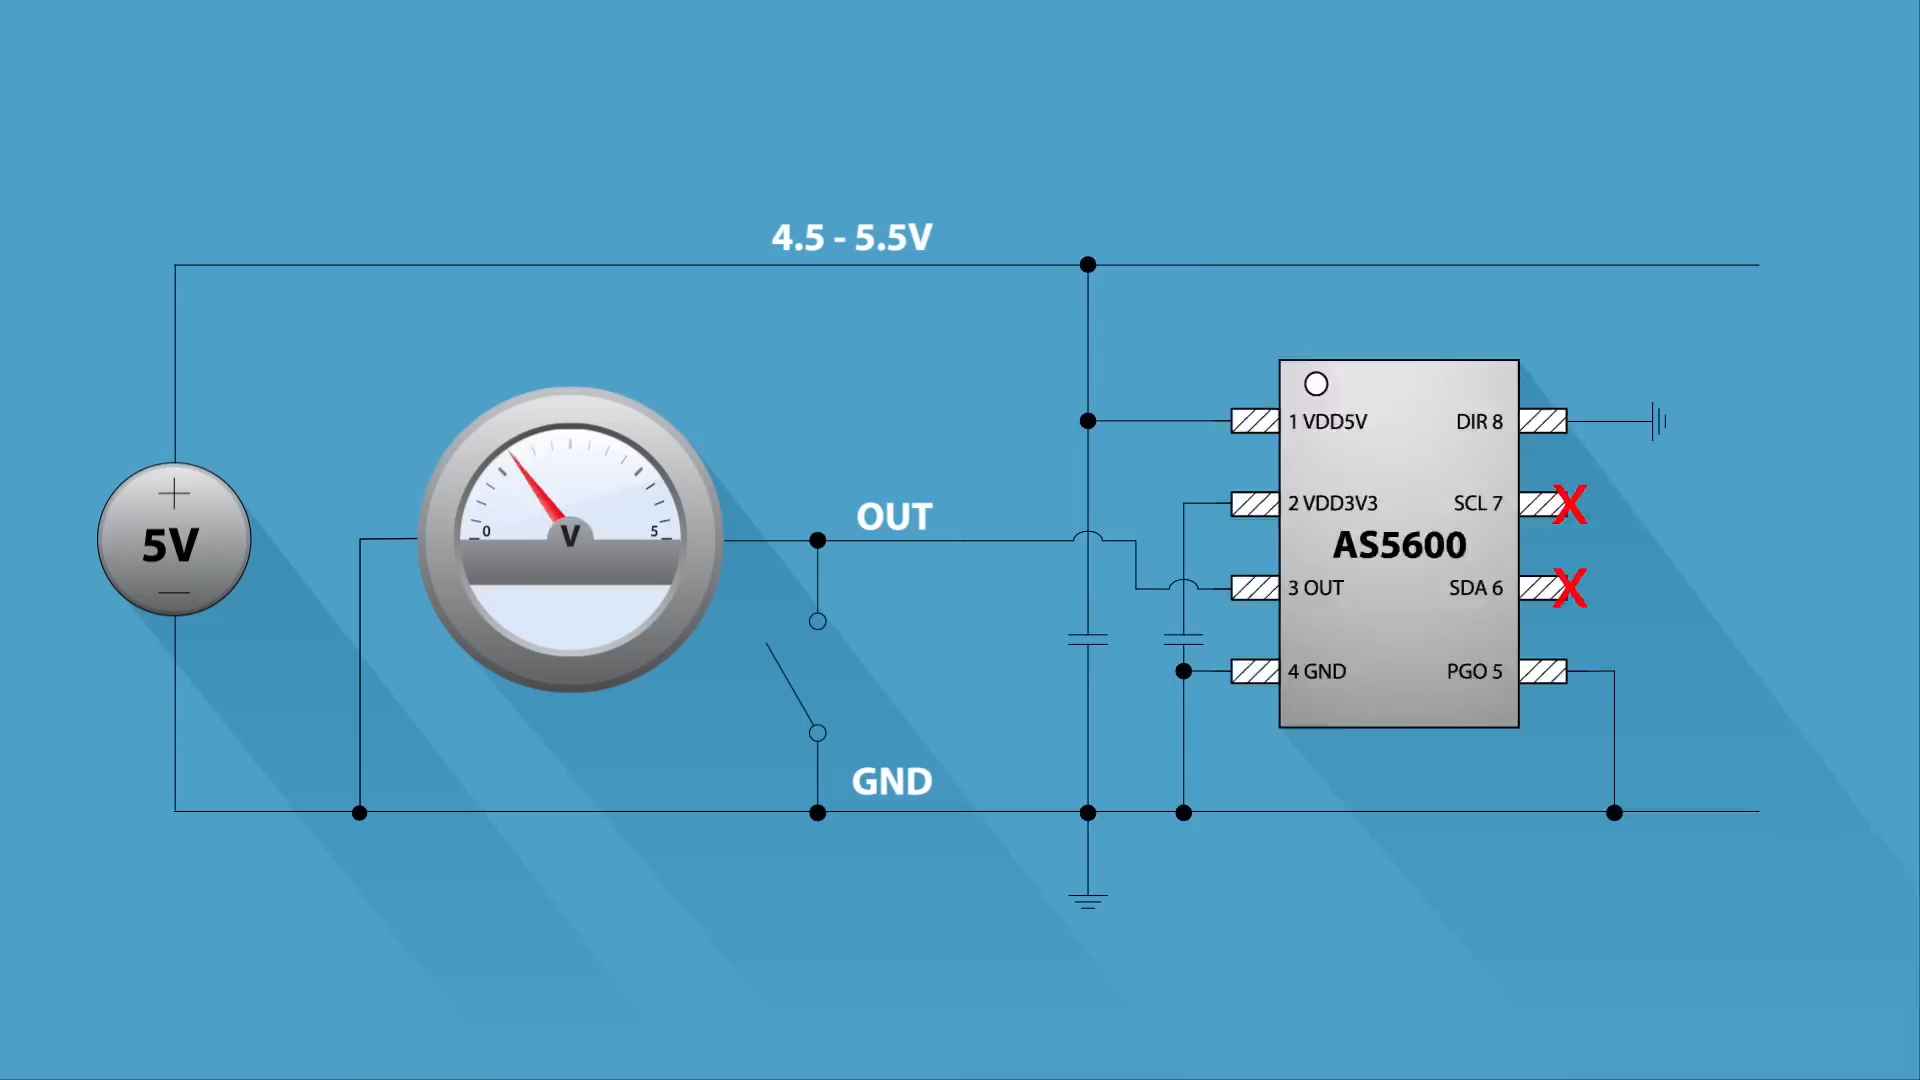 4.5 - 5.5V
1 VDD5V
DIR 8
2 VDD3V3
SCL 7
X
OUT
0
5
V
+
5V
—
AS5600
3 OUT
SDA 6
X
4 GND
PGO 5
GND